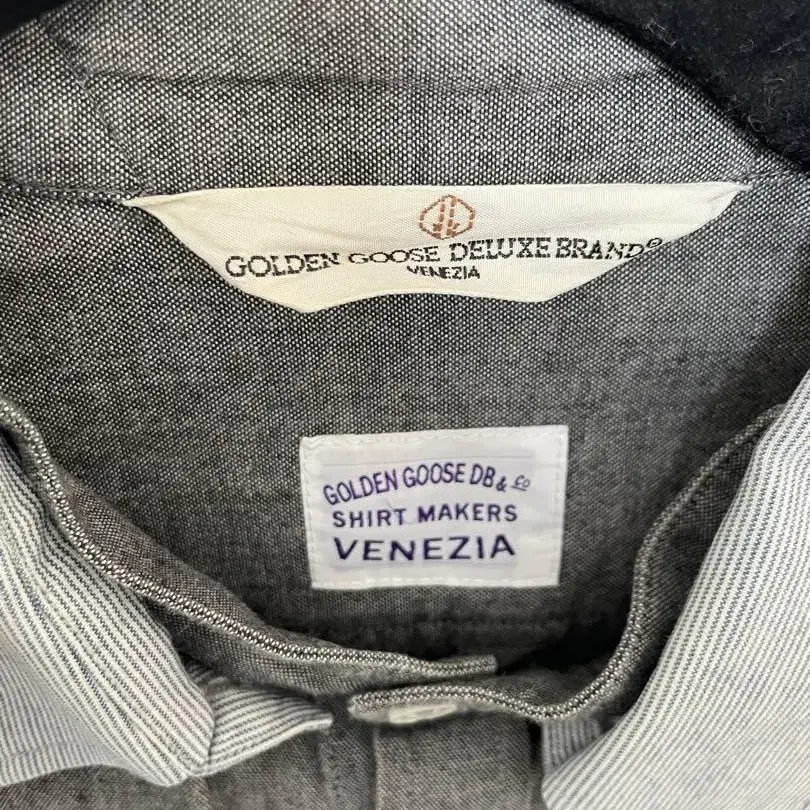 GOLDEN GOOSE DELUXE BRAND®
VENEZIA
GOLDEN GOOSE DB & Co
SHIRT MAKERS
VENEZIA